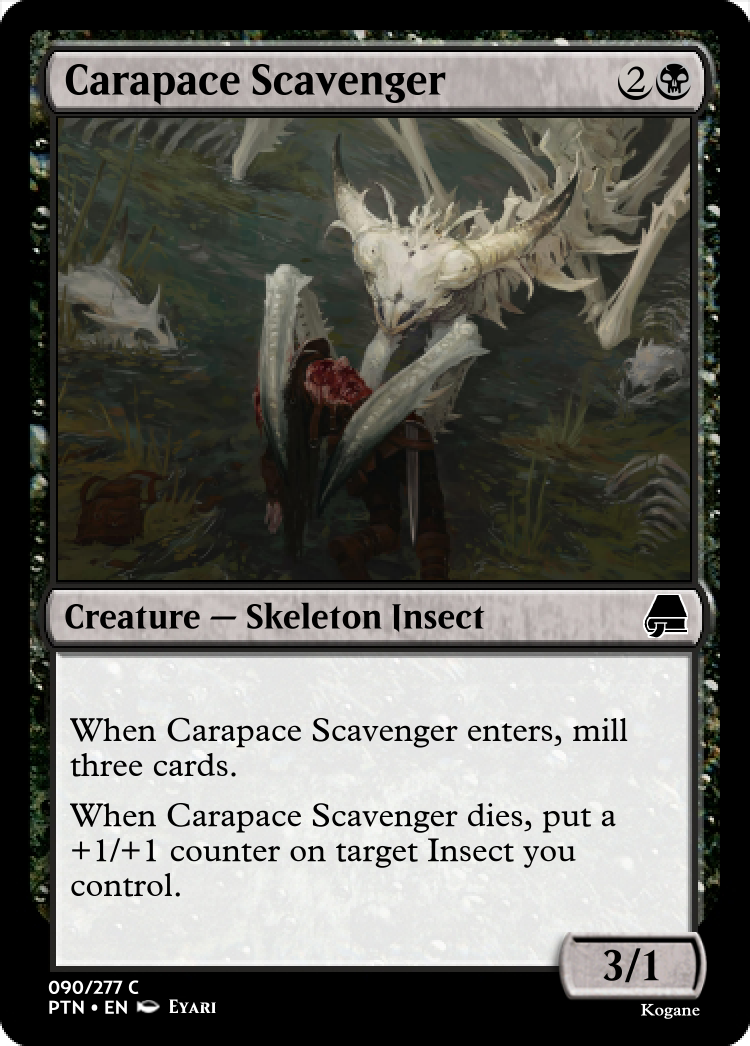 Carapace Scavenger 2
Creature — Skeleton Insect
When Carapace Scavenger enters, mill
three cards.
When Carapace Scavenger dies, put a
+1/+1 counter on target Insect you
control.
3/1
090/277 C
PTN • EN Eyari
Kogane